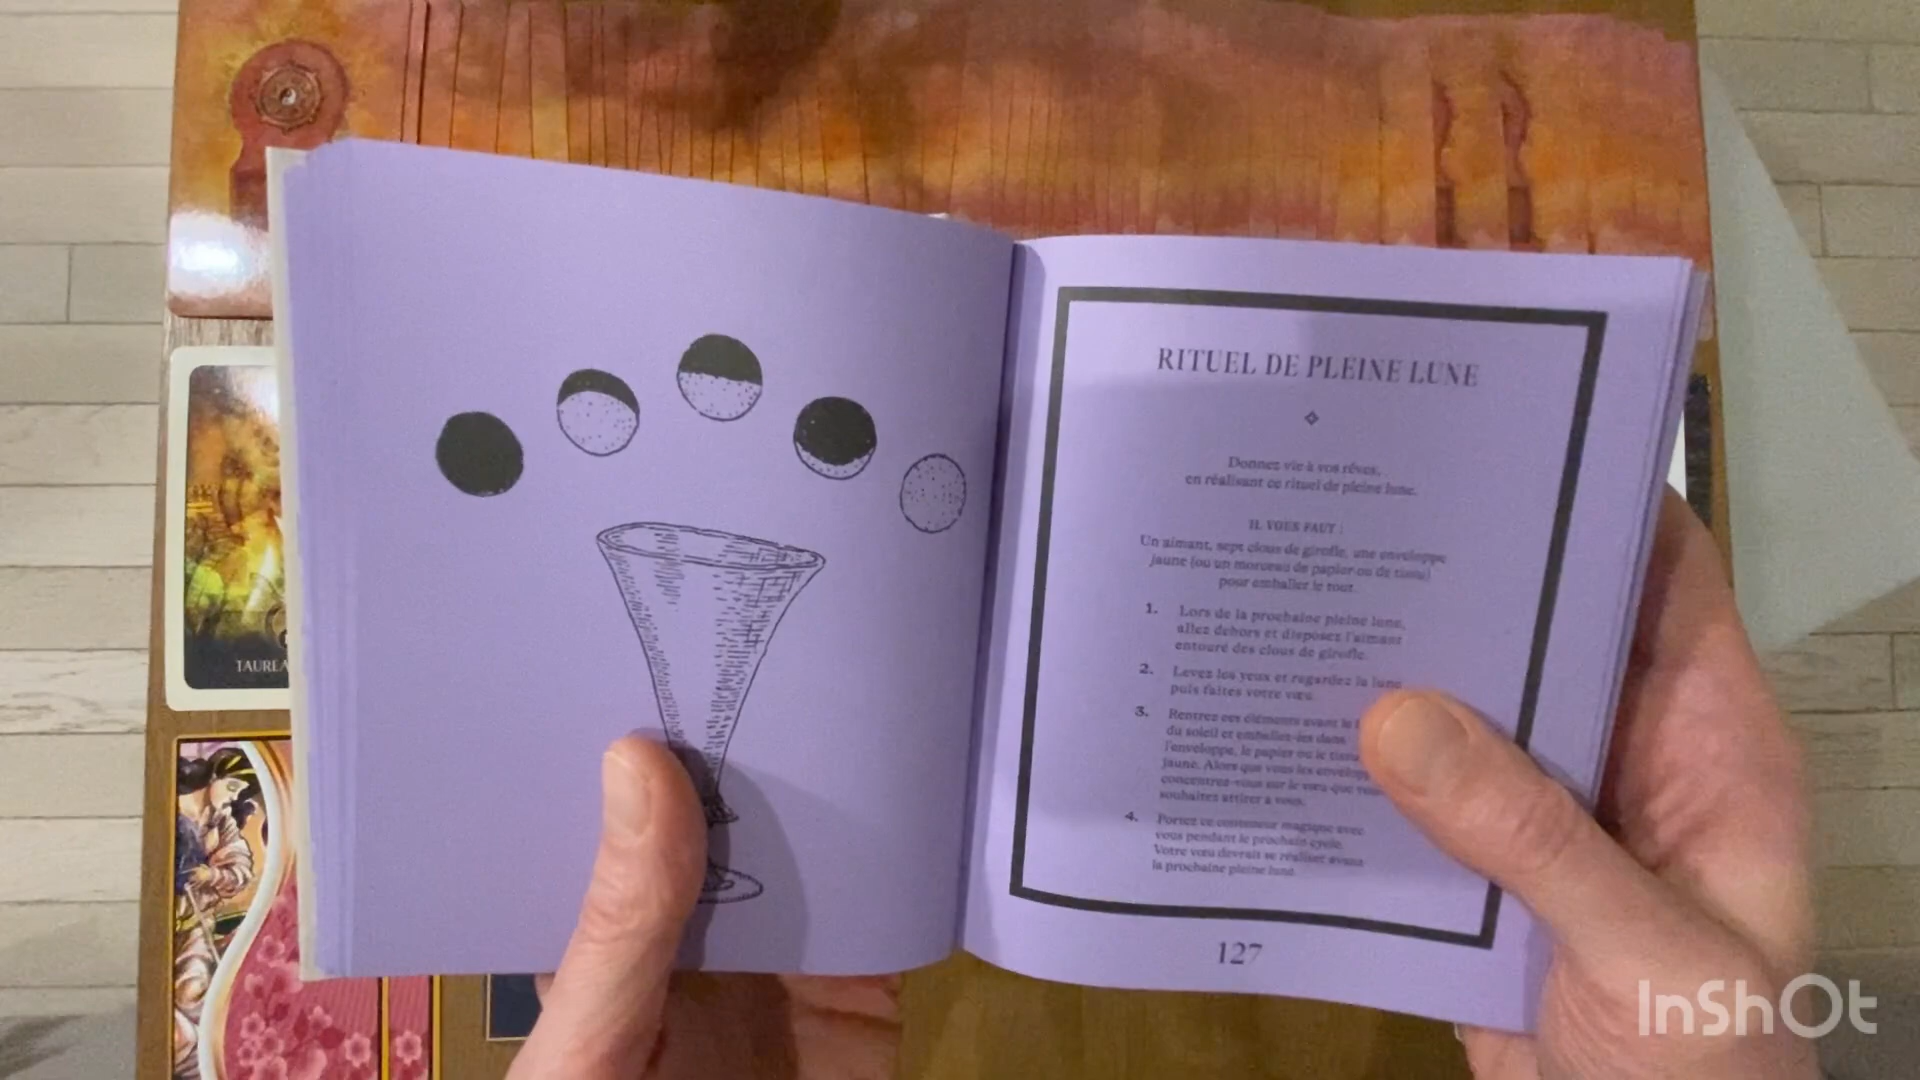 RITUEL DE PLEINE LUNE
Donnez vie à vos rêves,
en réalisant ce rituel de pleine lune.
IL VOUS FAUT :
Un aimant, sept clous de girofle, une enveloppe
jaune (ou un morceau de papier ou de tissu)
pour emballer le tout.
1. Lors de la prochaine pleine lune,
allez dehors et disposez l'aimant
entouré des clous de girofle.
2. Levez les yeux et regardez la lune
puis faites votre vœu.
3. Rentrez ces éléments avant le
du soleil et emballez-les dans
l'enveloppe, le papier ou le tissu
jaune. Alors que vous les
concentrez-vous sur le vœu que
souhaitez attirer à vous.
4. Portez ce contenant magique avec
vous pendant le prochain cycle.
Votre vœu devrait se réaliser avant
la prochaine pleine lune.
127
TAUREA
InShOt